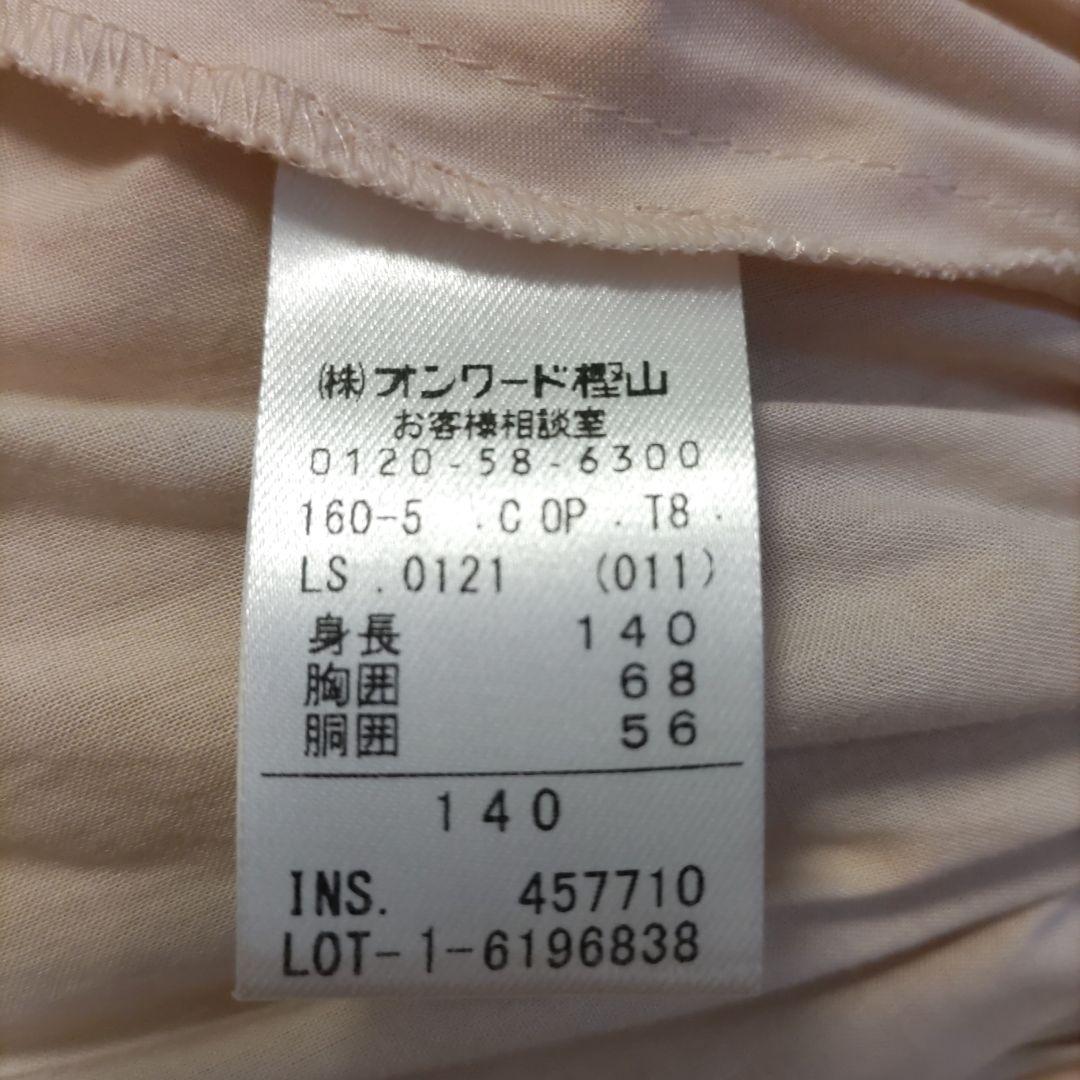 ㈱オンワード樫山
お客様相談室
0120-58-6300
160-5 .C OP . T8 .
LS .0121 (011)
身長 140
胸囲 68
胴囲 56
140
INS. 457710
LOT-1-6196838